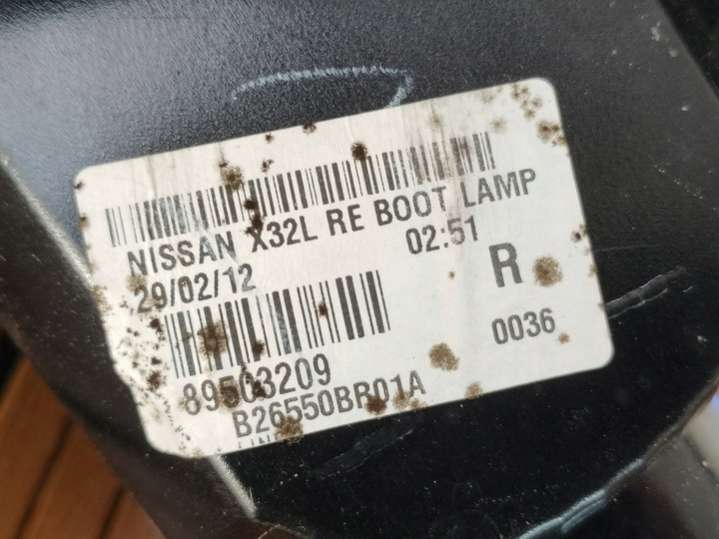 NISSAN X32L RE BOOT LAMP
29/02/12 02:51
R
0036
89503209
B26550BR01A